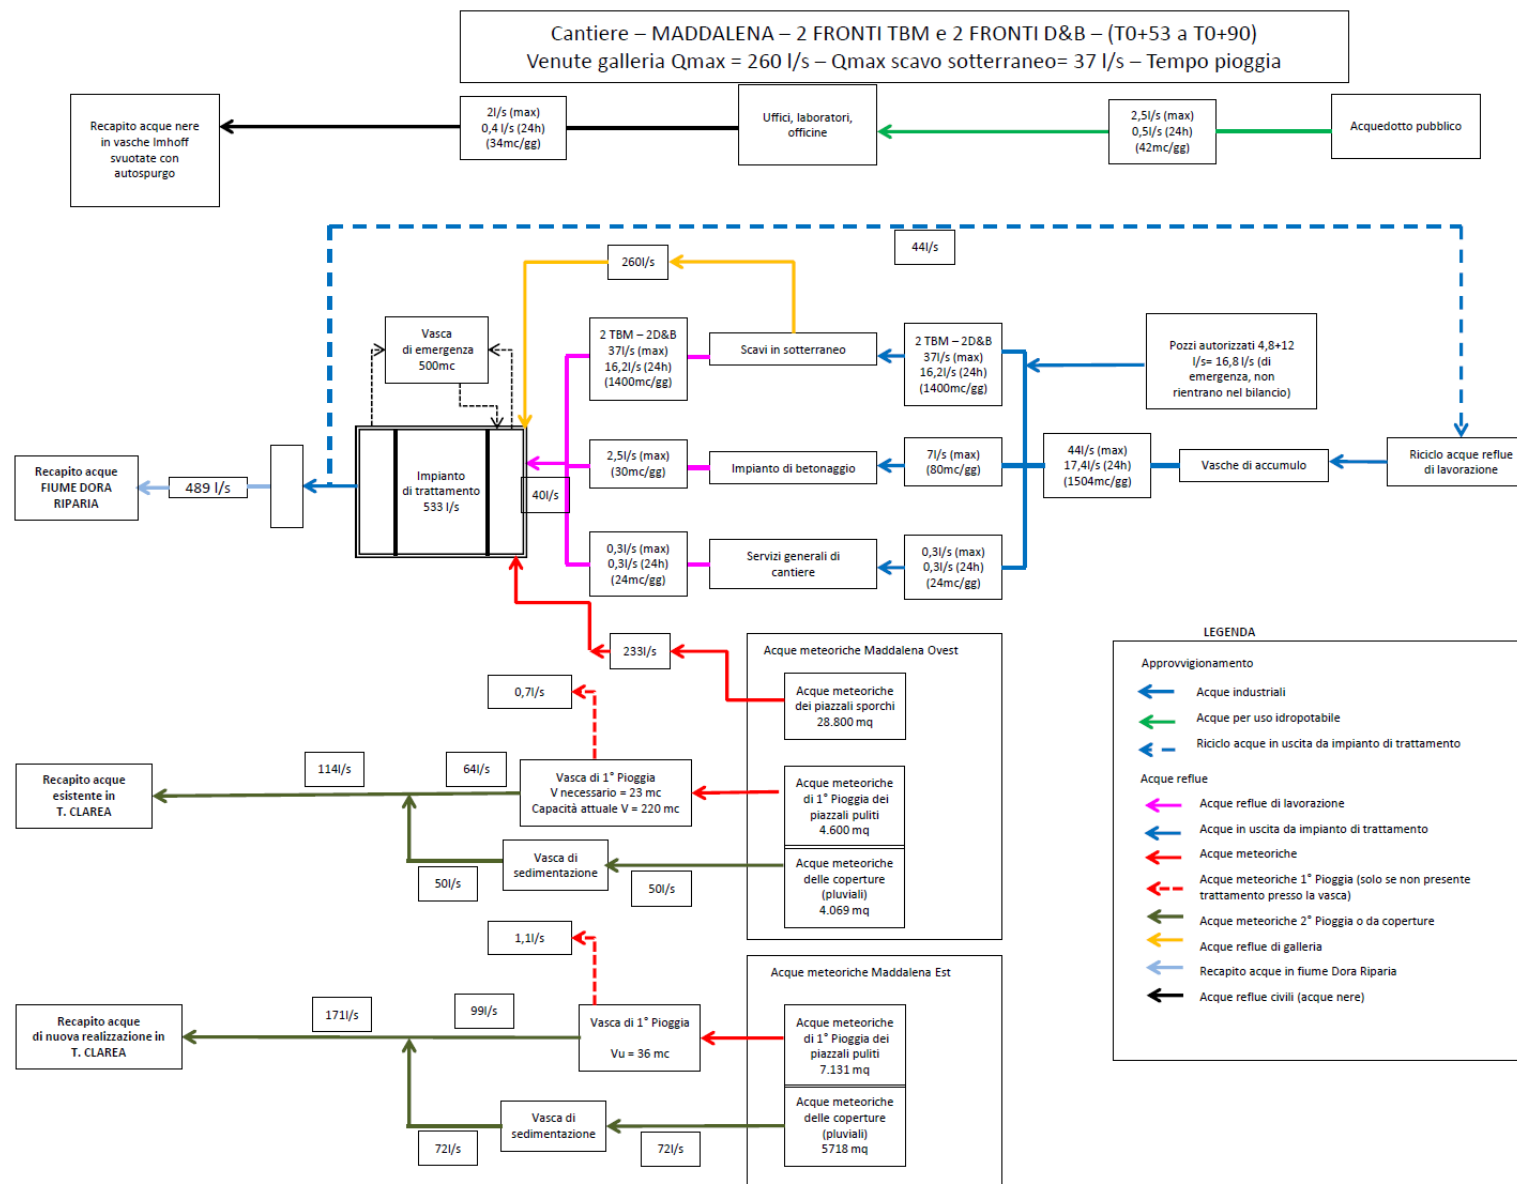 Cantiere – MADDALENA – 2 FRONTI TBM e 2 FRONTI D&B – (T0+53 a T0+90)
Venute galleria Qmax = 260 l/s – Qmax scavo sotterraneo= 37 l/s – Tempo pioggia
Recapito acque nere
in vasche Imhoff
svuotate con
autospurgo
2l/s (max)
0,4 l/s (24h)
(34mc/gg)
Uffici, laboratori,
officine
2,5l/s (max)
0,5l/s (24h)
(42mc/gg)
Acquedotto pubblico
44l/s
260l/s
Vasca
di emergenza
500mc
2 TBM – 2D&B
37l/s (max)
16,2l/s (24h)
(1400mc/gg)
Scavi in sotterraneo
2 TBM – 2D&B
37l/s (max)
16,2l/s (24h)
(1400mc/gg)
Pozzi autorizzati 4,8+12
l/s= 16,8 l/s (di
emergenza, non
rientrano nel bilancio)
Recapito acque
FIUME DORA
RIPARIA
489 l/s
Impianto
di trattamento
533 l/s
40l/s
2,5l/s (max)
(30mc/gg)
Impianto di betonaggio
7l/s (max)
(80mc/gg)
44l/s (max)
17,4l/s (24h)
(1504mc/gg)
Vasche di accumulo
Riciclo acque reflue
di lavorazione
0,3l/s (max)
0,3l/s (24h)
(24mc/gg)
Servizi generali di
cantiere
0,3l/s (max)
0,3l/s (24h)
(24mc/gg)
233l/s
Acque meteoriche Maddalena Ovest
Acque meteoriche
dei piazzali sporchi
28.800 mq
0,7l/s
Recapito acque
esistente in
T. CLAREA
114l/s
64l/s
Vasca di 1° Pioggia
V necessario = 23 mc
Capacità attuale V = 220 mc
Acque meteoriche
di 1° Pioggia dei
piazzali puliti
4.600 mq
50l/s
Vasca di
sedimentazione
50l/s
Acque meteoriche
delle coperture
(pluviali)
4.069 mq
1,1l/s
Acque meteoriche Maddalena Est
Recapito acque
di nuova realizzazione in
T. CLAREA
171l/s
99l/s
Vasca di 1° Pioggia
Vu = 36 mc
Acque meteoriche
di 1° Pioggia dei
piazzali puliti
7.131 mq
72l/s
Vasca di
sedimentazione
72l/s
Acque meteoriche
delle coperture
(pluviali)
5718 mq
LEGENDA
Approvvigionamento
Acque industriali
Acque per uso idropotabile
Riciclo acque in uscita da impianto di trattamento
Acque reflue
Acque reflue di lavorazione
Acque in uscita da impianto di trattamento
Acque meteoriche
Acque meteoriche 1° Pioggia (solo se non presente
trattamento presso la vasca)
Acque meteoriche 2° Pioggia o da coperture
Acque reflue di galleria
Recapito acque in fiume Dora Riparia
Acque reflue civili (acque nere)